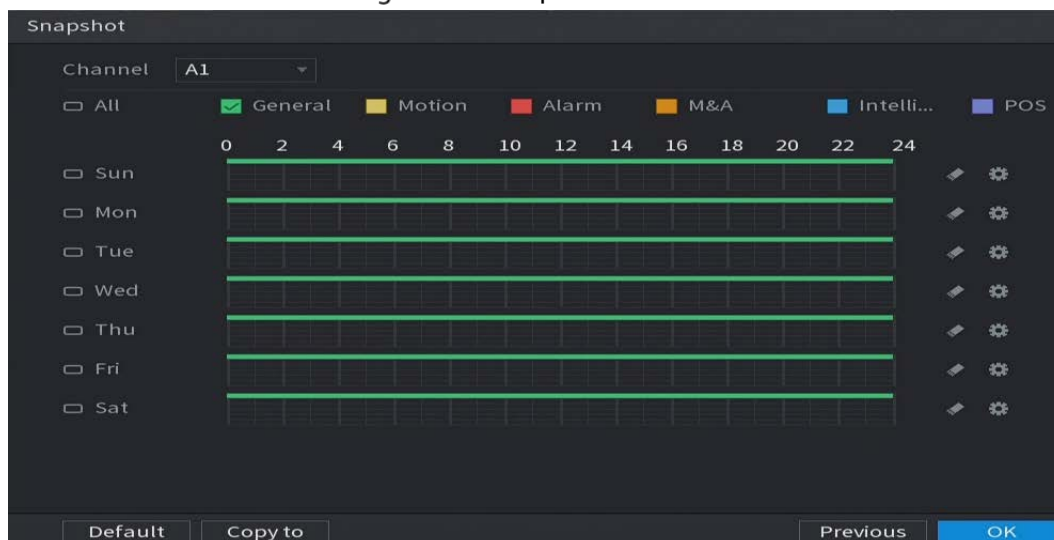 Snapshot
Channel A1
All General Motion Alarm M&A Intelli... POS
0 2 4 6 8 10 12 14 16 18 20 22 24
Sun
Mon
Tue
Wed
Thu
Fri
Sat
Default Copy to Previous OK